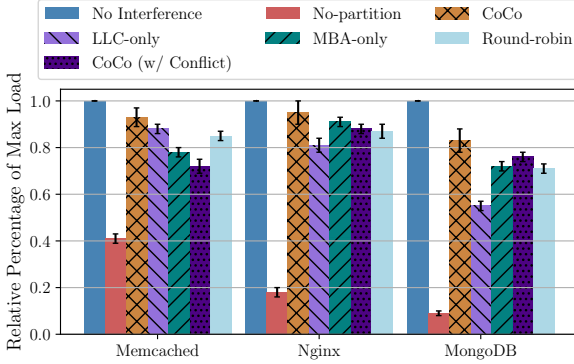 No Interference No-partition CoCo
LLC-only MBA-only Round-robin
CoCo (w/ Conflict)
Relative Percentage of Max Load
1.0
0.8
0.6
0.4
0.2
0.0
Memcached Nginx MongoDB